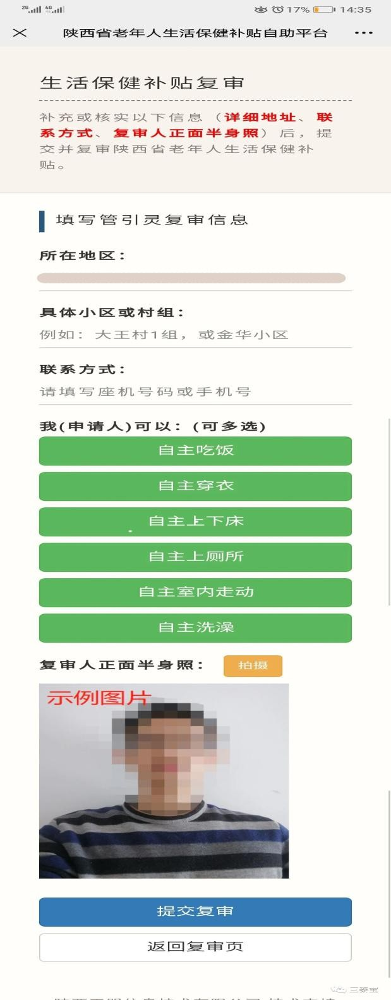 2G 4G 17% 14:35
陕西省老年人生活保健补贴自助平台
生活保健补贴复审
补充或核实以下信息（详细地址、联
系方式、复审人正面半身照）后，提
交并复审陕西省老年人生活保健补
贴。
填写管引灵复审信息
所在地区：
具体小区或村组：
例如：大王村1组，或金华小区
联系方式：
请填写座机号码或手机号
我(申请人)可以：(可多选)
自主吃饭
自主穿衣
自主上下床
自主上厕所
自主室内走动
自主洗澡
复审人正面半身照：
拍摄
示例图片
提交复审
返回复审页
三秦宝